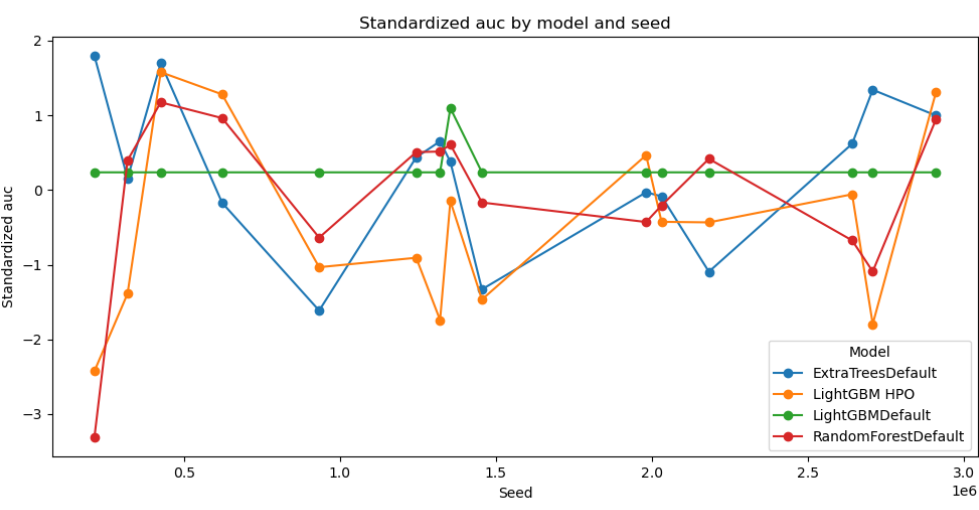 Standardized auc by model and seed
Standardized auc
2
1
0
−1
−2
−3
Model
ExtraTreesDefault
LightGBM HPO
LightGBMDefault
RandomForestDefault
0.5 1.0 1.5 2.0 2.5 3.0
1e6
Seed